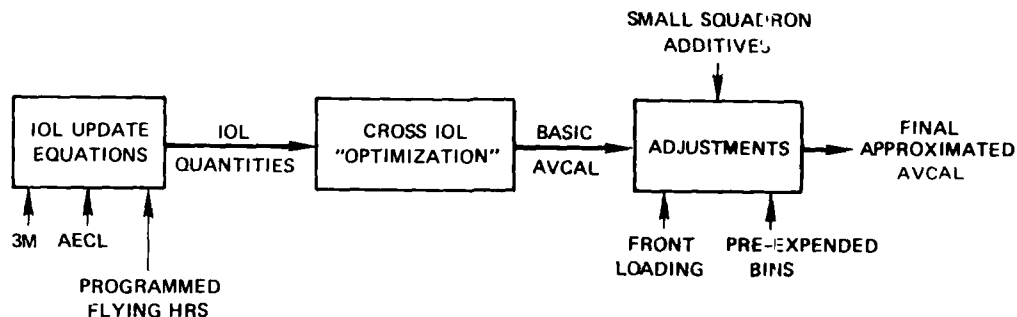 SMALL SQUADRON
ADDITIVES
IOL UPDATE
EQUATIONS
IOL
QUANTITIES
CROSS IOL
"OPTIMIZATION"
BASIC
AVCAL
ADJUSTMENTS
FINAL
APPROXIMATED
AVCAL
3M
AECL
PROGRAMMED
FLYING HRS
FRONT
LOADING
PRE-EXPENDED
BINS